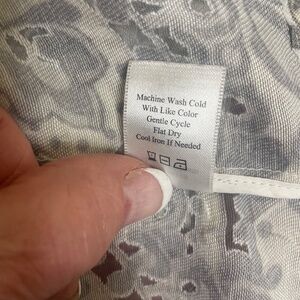 Machine Wash Cold
With Like Color
Gentle Cycle
Flat Dry
Cool Iron If Needed